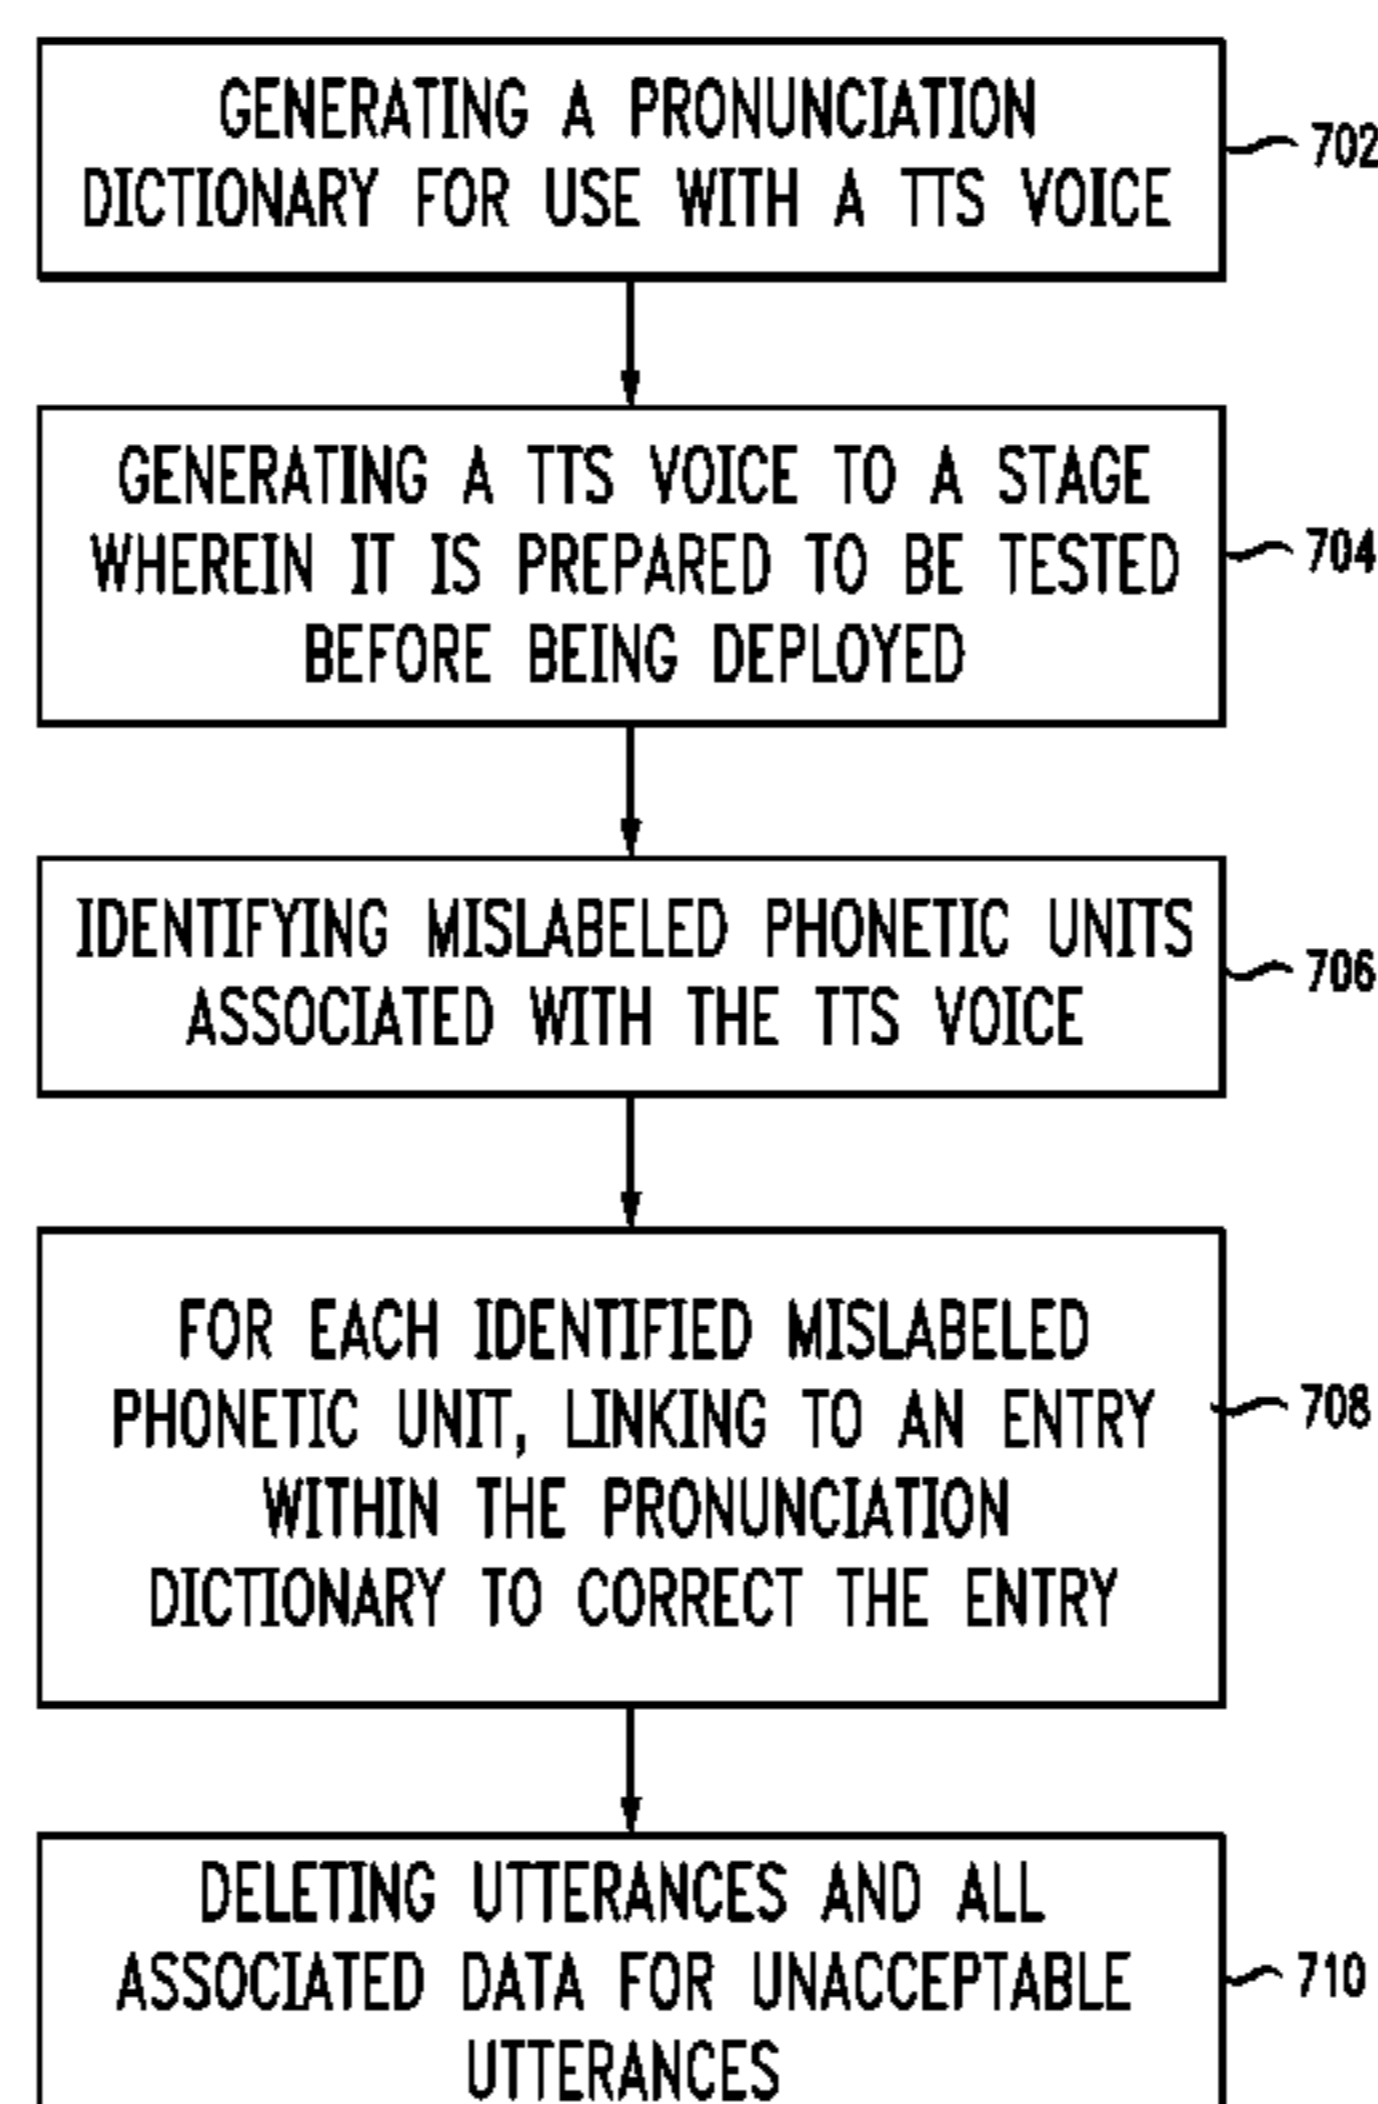 GENERATING A PRONUNCIATION
DICTIONARY FOR USE WITH A TTS VOICE
702
GENERATING A TTS VOICE TO A STAGE
WHEREIN IT IS PREPARED TO BE TESTED
BEFORE BEING DEPLOYED
704
IDENTIFYING MISLABELED PHONETIC UNITS
ASSOCIATED WITH THE TTS VOICE
706
FOR EACH IDENTIFIED MISLABELED
PHONETIC UNIT, LINKING TO AN ENTRY
WITHIN THE PRONUNCIATION
DICTIONARY TO CORRECT THE ENTRY
708
DELETING UTTERANCES AND ALL
ASSOCIATED DATA FOR UNACCEPTABLE
UTTERANCES
710